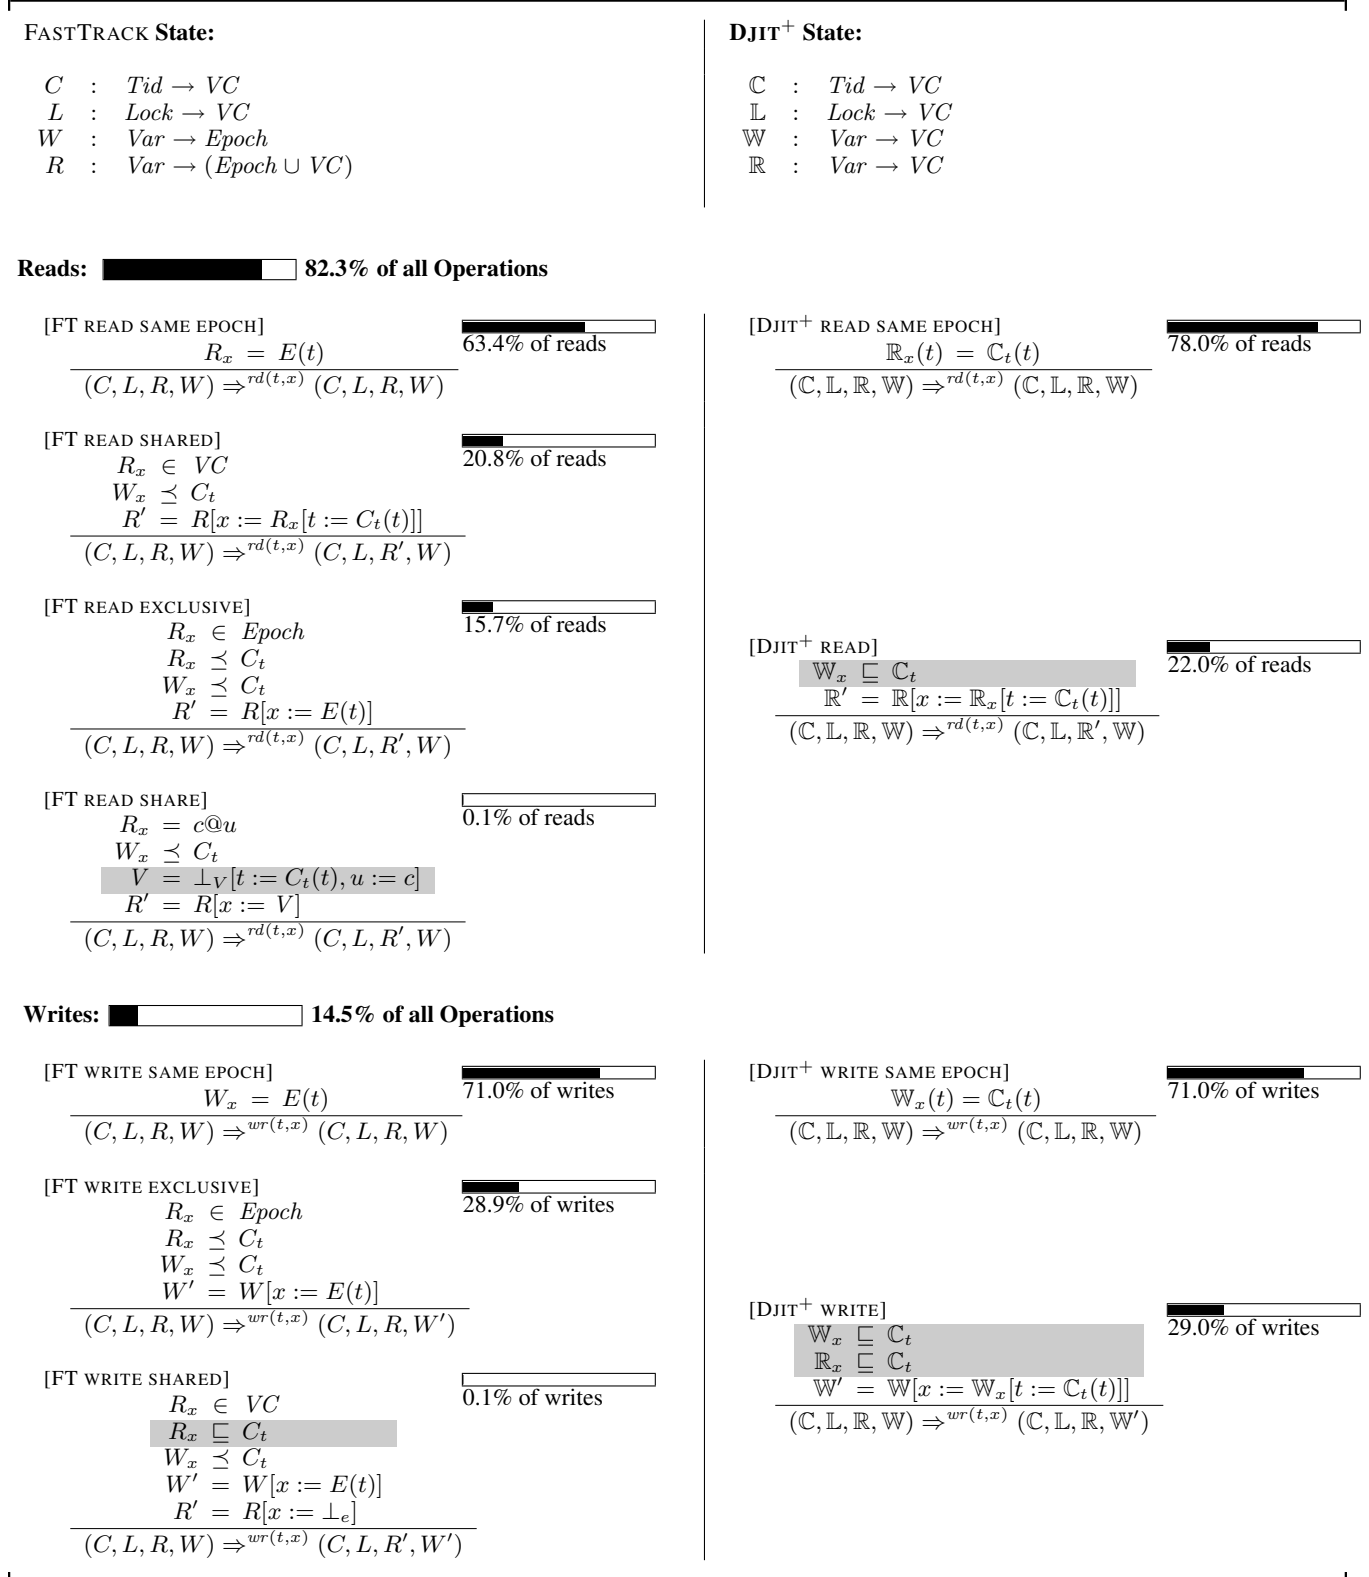 FASTTRACK State:
C : Tid → VC
L : Lock → VC
W : Var → Epoch
R : Var → (Epoch ∪ VC)
DJIT⁺ State:
ℂ : Tid → VC
𝕃 : Lock → VC
𝕎 : Var → VC
ℝ : Var → VC
Reads: 82.3% of all Operations
[FT READ SAME EPOCH]
63.4% of reads
R_x = E(t)
(C, L, R, W) ⇒^{rd(t,x)} (C, L, R, W)
[FT READ SHARED]
20.8% of reads
R_x ∈ VC
W_x ⪯ C_t
R′ = R[x := R_x[t := C_t(t)]]
(C, L, R, W) ⇒^{rd(t,x)} (C, L, R′, W)
[FT READ EXCLUSIVE]
15.7% of reads
R_x ∈ Epoch
R_x ⪯ C_t
W_x ⪯ C_t
R′ = R[x := E(t)]
(C, L, R, W) ⇒^{rd(t,x)} (C, L, R′, W)
[FT READ SHARE]
0.1% of reads
R_x = c@u
W_x ⪯ C_t
V = ⊥_V[t := C_t(t), u := c]
R′ = R[x := V]
(C, L, R, W) ⇒^{rd(t,x)} (C, L, R′, W)
[DJIT⁺ READ SAME EPOCH]
78.0% of reads
ℝ_x(t) = ℂ_t(t)
(ℂ, 𝕃, ℝ, 𝕎) ⇒^{rd(t,x)} (ℂ, 𝕃, ℝ, 𝕎)
[DJIT⁺ READ]
22.0% of reads
𝕎_x ⊑ ℂ_t
ℝ′ = ℝ[x := ℝ_x[t := ℂ_t(t)]]
(ℂ, 𝕃, ℝ, 𝕎) ⇒^{rd(t,x)} (ℂ, 𝕃, ℝ′, 𝕎)
Writes: 14.5% of all Operations
[FT WRITE SAME EPOCH]
71.0% of writes
W_x = E(t)
(C, L, R, W) ⇒^{wr(t,x)} (C, L, R, W)
[FT WRITE EXCLUSIVE]
28.9% of writes
R_x ∈ Epoch
R_x ⪯ C_t
W_x ⪯ C_t
W′ = W[x := E(t)]
(C, L, R, W) ⇒^{wr(t,x)} (C, L, R, W′)
[FT WRITE SHARED]
0.1% of writes
R_x ∈ VC
R_x ⊑ C_t
W_x ⪯ C_t
W′ = W[x := E(t)]
R′ = R[x := ⊥_e]
(C, L, R, W) ⇒^{wr(t,x)} (C, L, R′, W′)
[DJIT⁺ WRITE SAME EPOCH]
71.0% of writes
𝕎_x(t) = ℂ_t(t)
(ℂ, 𝕃, ℝ, 𝕎) ⇒^{wr(t,x)} (ℂ, 𝕃, ℝ, 𝕎)
[DJIT⁺ WRITE]
29.0% of writes
𝕎_x ⊑ ℂ_t
ℝ_x ⊑ ℂ_t
𝕎′ = 𝕎[x := 𝕎_x[t := ℂ_t(t)]]
(ℂ, 𝕃, ℝ, 𝕎) ⇒^{wr(t,x)} (ℂ, 𝕃, ℝ, 𝕎′)